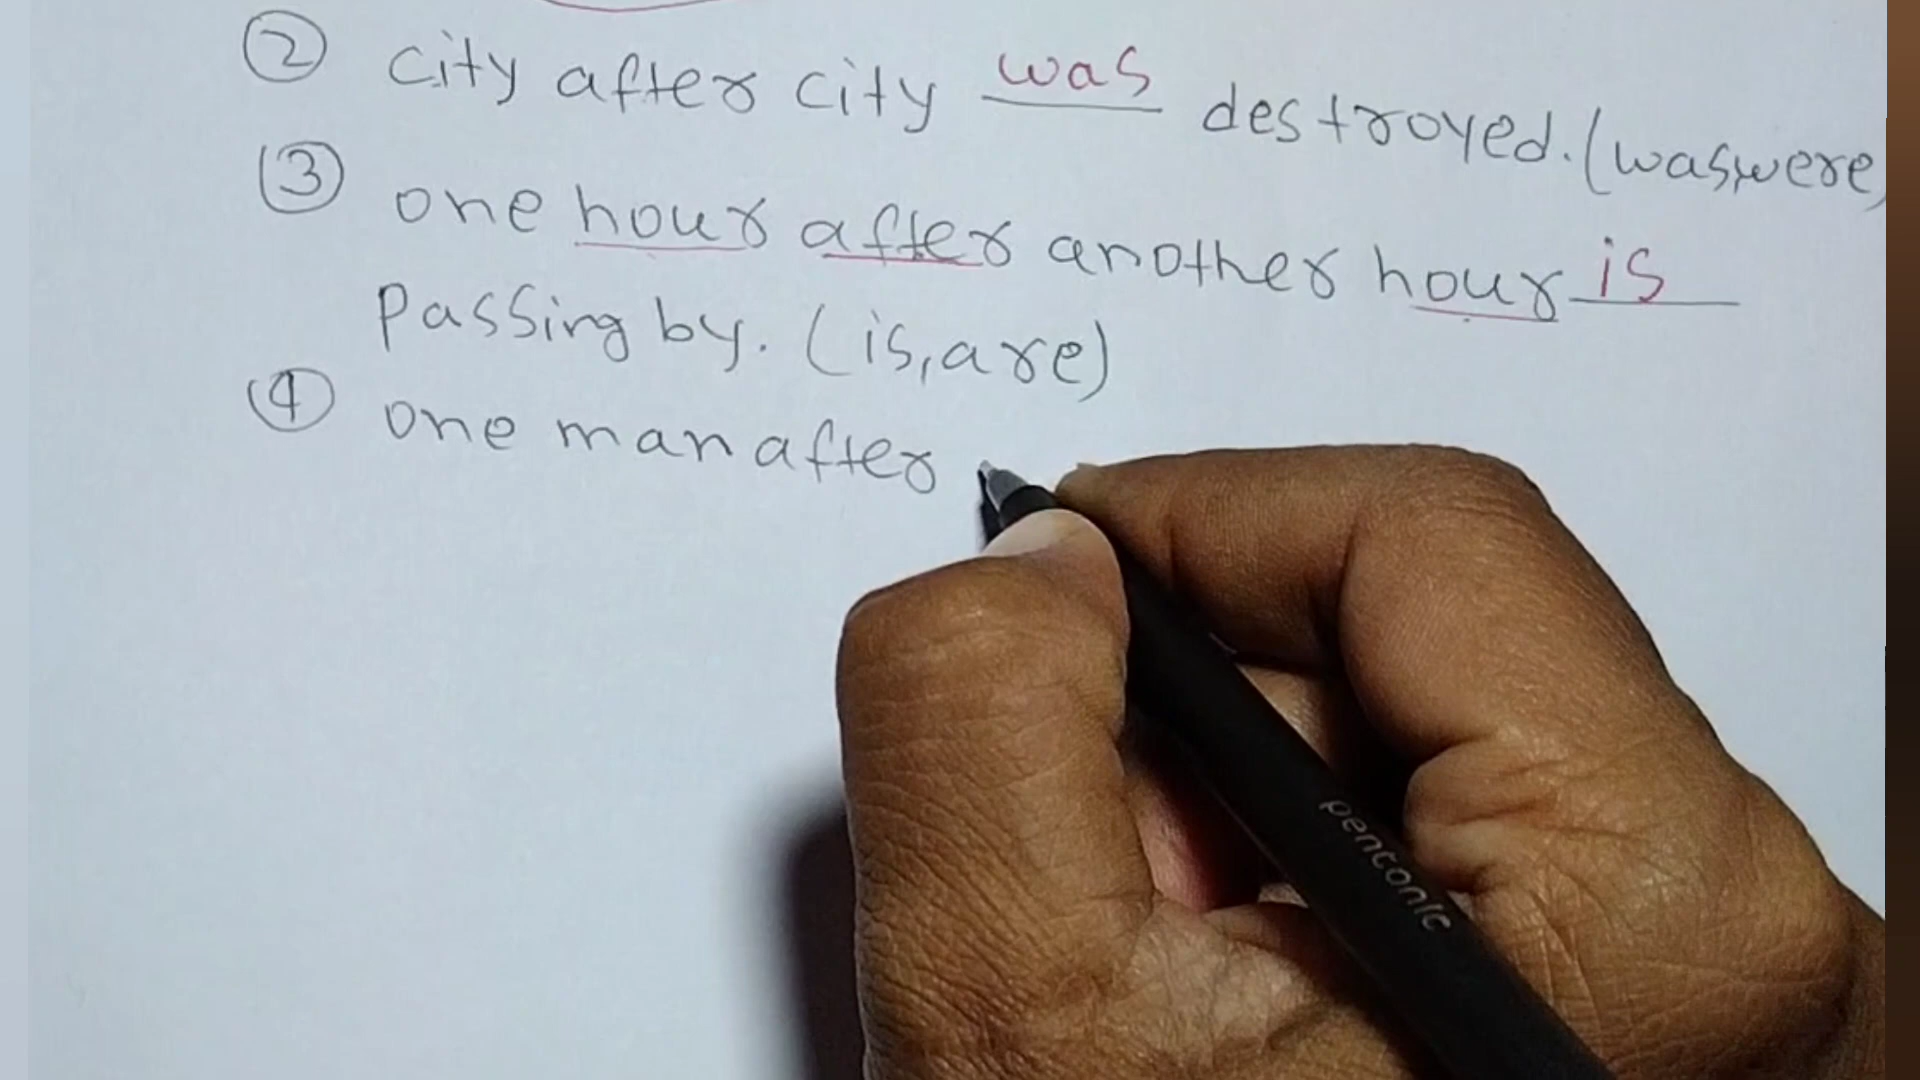 ② city after city was destroyed. (was, were)
③ one hour after another hour is
passing by. (is, are)
④ one man after
pentonic